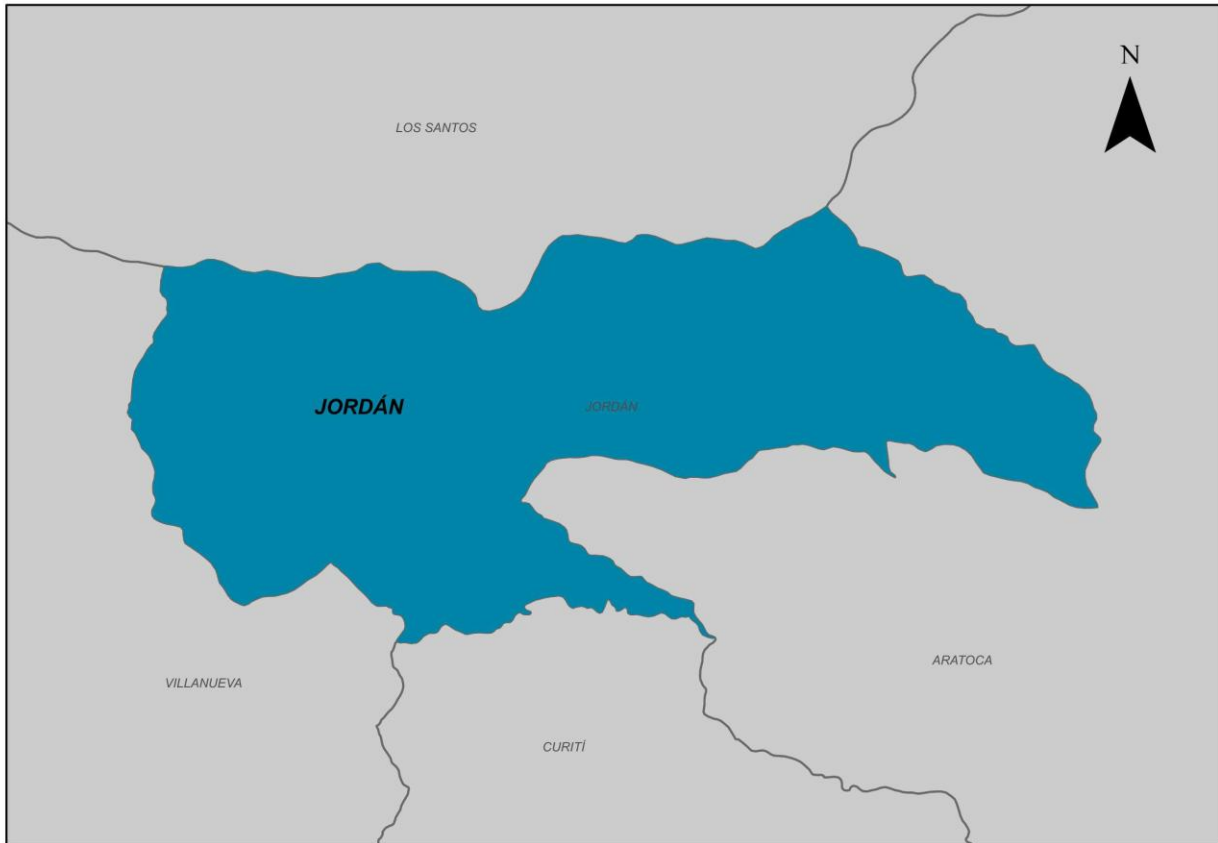 N
LOS SANTOS
JORDÁN
JORDÁN
ARATOCA
VILLANUEVA
CURITÍ